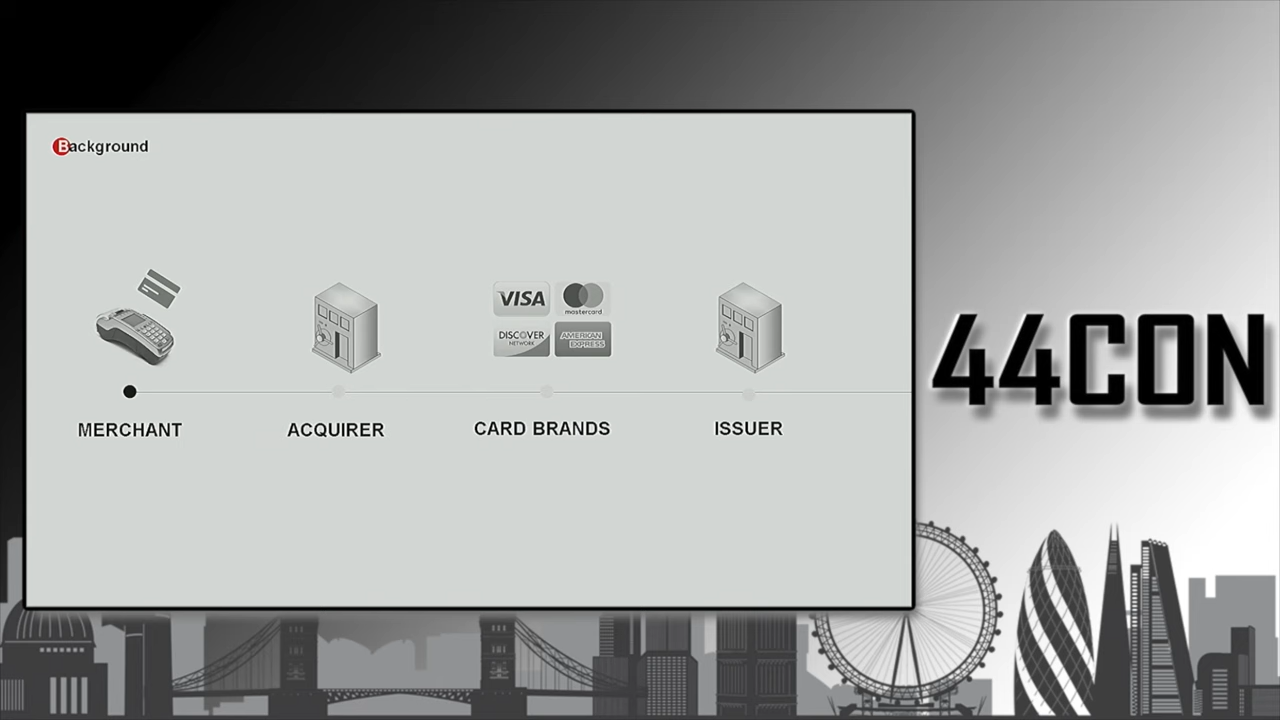 Background
VISA
mastercard
DISCOVER
NETWORK
AMERICAN
EXPRESS
MERCHANT
ACQUIRER
CARD BRANDS
ISSUER
44CON